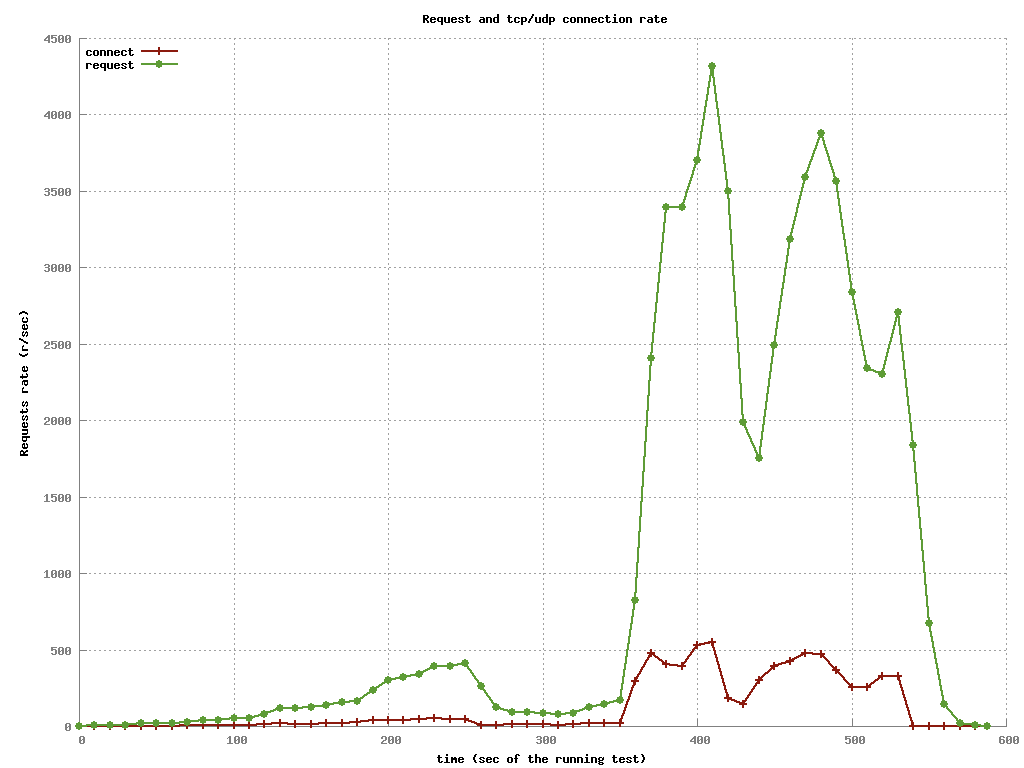 Request and tcp/udp connection rate
connect
request
4500
4000
3500
3000
2500
2000
1500
1000
500
0
Requests rate (r/sec)
0 100 200 300 400 500 600
time (sec of the running test)